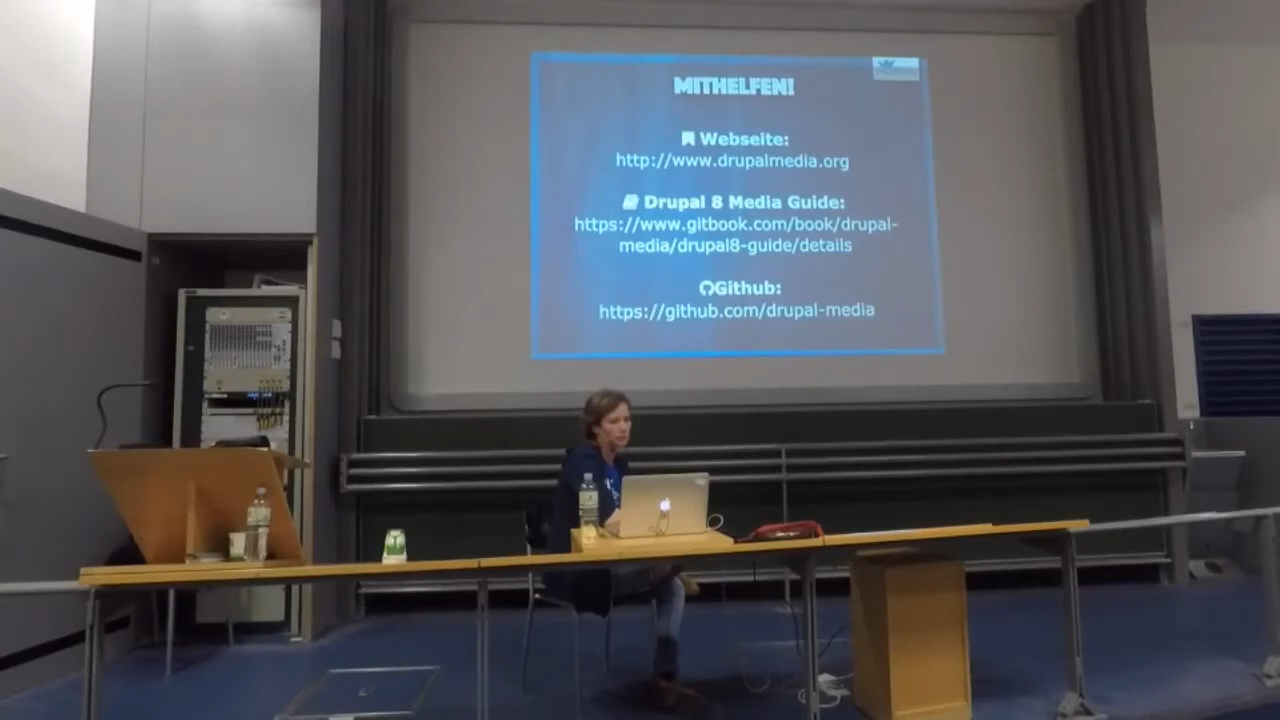 MITHELFEN!
Webseite:
http://www.drupalmedia.org
Drupal 8 Media Guide:
https://www.gitbook.com/book/drupal-
media/drupal8-guide/details
Github:
https://github.com/drupal-media